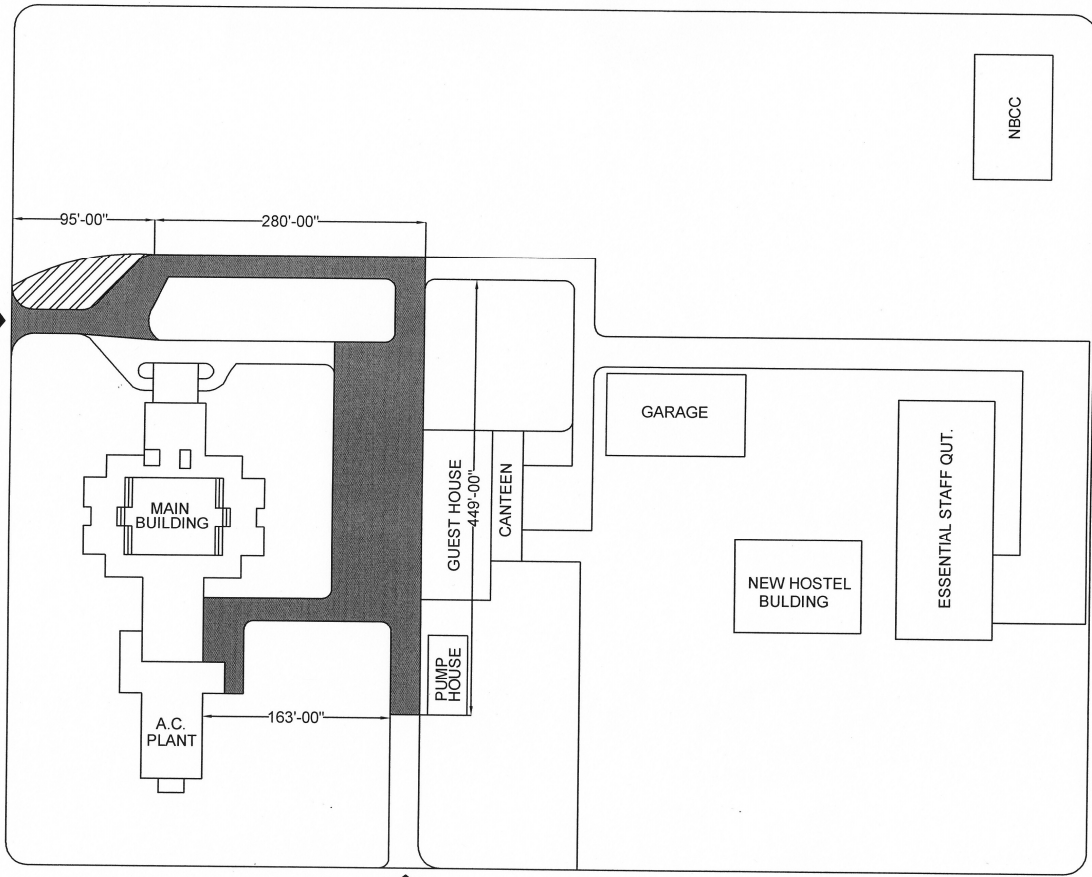 NBCC
95'-00"
280'-00"
GARAGE
GUEST HOUSE
449'-00"
CANTEEN
ESSENTIAL STAFF QUT.
MAIN
BUILDING
NEW HOSTEL
BULDING
PUMP
HOUSE
163'-00"
A.C.
PLANT